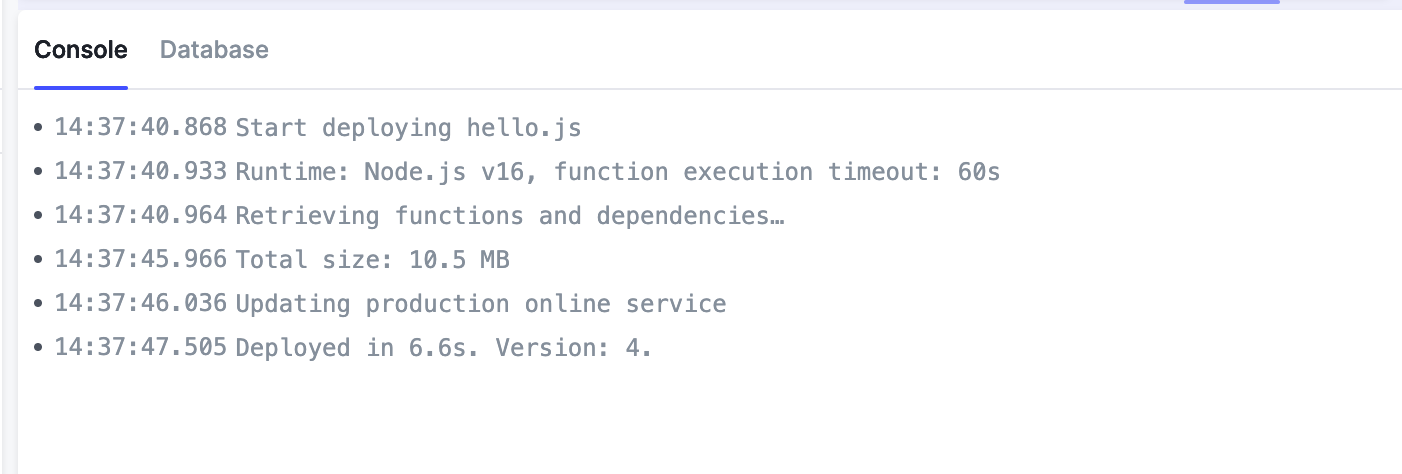 Console Database
14:37:40.868 Start deploying hello.js
14:37:40.933 Runtime: Node.js v16, function execution timeout: 60s
14:37:40.964 Retrieving functions and dependencies…
14:37:45.966 Total size: 10.5 MB
14:37:46.036 Updating production online service
14:37:47.505 Deployed in 6.6s. Version: 4.